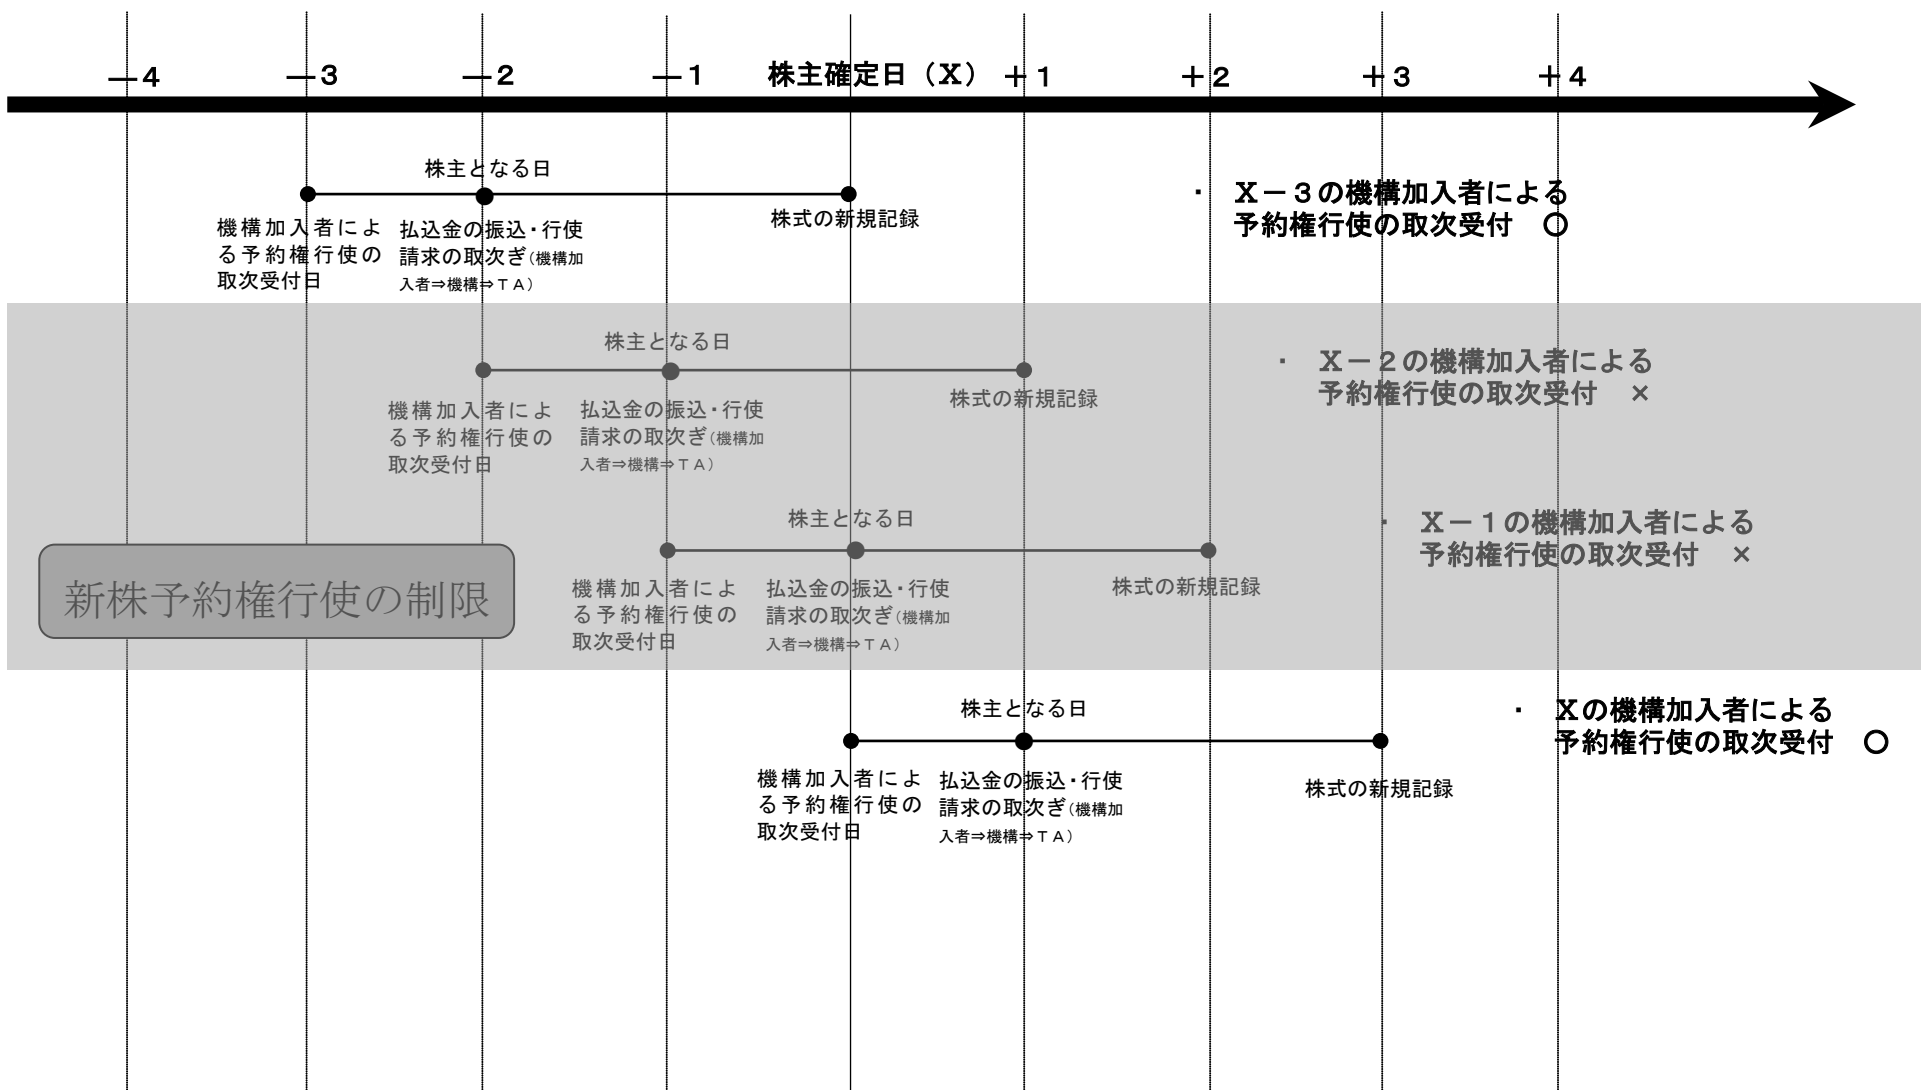 ―4 ―3 ―2 ―1 株主確定日（X） ＋1 ＋2 ＋3 ＋4
株主となる日
株式の新規記録
機構加入者によ
る予約権行使の
取次受付日
払込金の振込・行使
請求の取次ぎ（機構加
入者⇒機構⇒ＴＡ）
・ Ｘ－３の機構加入者による
予約権行使の取次受付　○
株主となる日
株式の新規記録
機構加入者によ
る予約権行使の
取次受付日
払込金の振込・行使
請求の取次ぎ（機構加
入者⇒機構⇒ＴＡ）
・ Ｘ－２の機構加入者による
予約権行使の取次受付　×
株主となる日
株式の新規記録
機構加入者によ
る予約権行使の
取次受付日
払込金の振込・行使
請求の取次ぎ（機構加
入者⇒機構⇒ＴＡ）
・ Ｘ－１の機構加入者による
予約権行使の取次受付　×
新株予約権行使の制限
株主となる日
株式の新規記録
機構加入者によ
る予約権行使の
取次受付日
払込金の振込・行使
請求の取次ぎ（機構加
入者⇒機構⇒ＴＡ）
・ Ｘの機構加入者による
予約権行使の取次受付　○